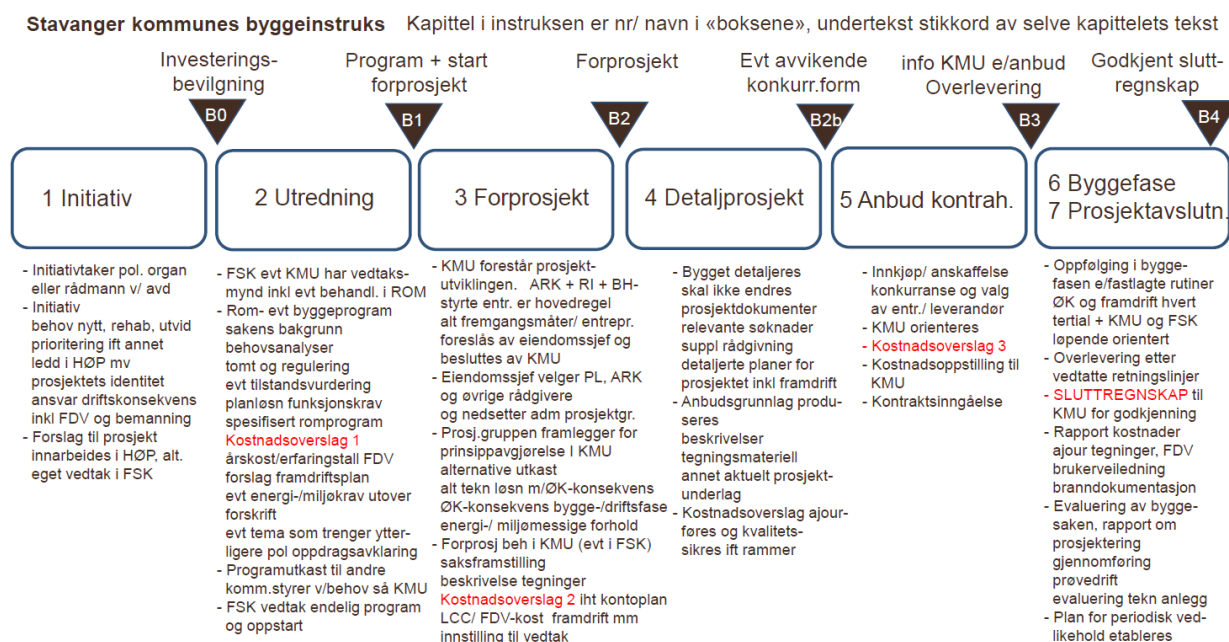 Stavanger kommunes byggeinstruks Kapittel i instruksen er nr/ navn i «boksene», undertekst stikkord av selve kapittelets tekst
Investerings-
bevilgning
Program + start
forprosjekt
Forprosjekt
Evt avvikende
konkurr.form
info KMU e/anbud
Overlevering
Godkjent slutt-
regnskap
B0
B1
B2
B2b
B3
B4
1 Initiativ
2 Utredning
3 Forprosjekt
4 Detaljprosjekt
5 Anbud kontrah.
6 Byggefase
7 Prosjektavslutn.
- Initiativtaker pol. organ
eller rådmann v/ avd
- Initiativ
behov nytt, rehab, utvid
prioritering ift annet
ledd i HØP mv
prosjektets identitet
ansvar driftskonsekvens
inkl FDV og bemanning
- Forslag til prosjekt
innarbeides i HØP, alt.
eget vedtak i FSK
- FSK evt KMU har vedtaks-
mynd inkl evt behandl. i ROM
- Rom- evt byggeprogram
sakens bakgrunn
behovsanalyser
tomt og regulering
evt tilstandsvurdering
planløsn funksjonskrav
spesifisert romprogram
Kostnadsoverslag 1
årskost/erfaringstall FDV
forslag framdriftsplan
evt energi-/miljøkrav utover
forskrift
evt tema som trenger ytter-
ligere pol oppdragsavklaring
- Programutkast til andre
komm.styrer v/behov så KMU
- FSK vedtak endelig program
og oppstart
- KMU forestår prosjekt-
utviklingen. ARK + RI + BH-
styrte entr. er hovedregel
alt fremgangsmåter/ entrepr.
foreslås av eiendomssjef og
besluttes av KMU
- Eiendomssjef velger PL, ARK
og øvrige rådgivere
og nedsetter adm prosjektgr.
- Prosj.gruppen framlegger for
prinsippavgjørelse I KMU
alternative utkast
alt tekn løsn m/ØK-konsekvens
ØK-konsekvens bygge-/driftsfase
energi-/ miljømessige forhold
- Forprosj beh i KMU (evt i FSK)
saksframstilling
beskrivelse tegninger
Kostnadsoverslag 2 iht kontoplan
LCC/ FDV-kost framdrift mm
innstilling til vedtak
- Bygget detaljeres
skal ikke endres
prosjektdokumenter
relevante søknader
suppl rådgivning
detaljerte planer for
prosjektet inkl framdrift
- Anbudsgrunnlag produ-
seres
beskrivelser
tegningsmateriell
annet aktuelt prosjekt-
underlag
- Kostnadsoverslag ajour-
føres og kvalitets-
sikres ift rammer
- Innkjøp/ anskaffelse
konkurranse og valg
av entr./ leverandør
- KMU orienteres
- Kostnadsoverslag 3
- Kostnadsoppstilling til
KMU
- Kontraktsinngåelse
- Oppfølging i bygge-
fasen e/fastlagte rutiner
ØK og framdrift hvert
tertial + KMU og FSK
løpende orientert
- Overlevering etter
vedtatte retningslinjer
- SLUTTREGNSKAP til
KMU for godkjenning
- Rapport kostnader
ajour tegninger, FDV
brukerveiledning
branndokumentasjon
- Evaluering av bygge-
saken, rapport om
prosjektering
gjennomføring
prøvedrift
evaluering tekn anlegg
- Plan for periodisk ved-
likehold etableres